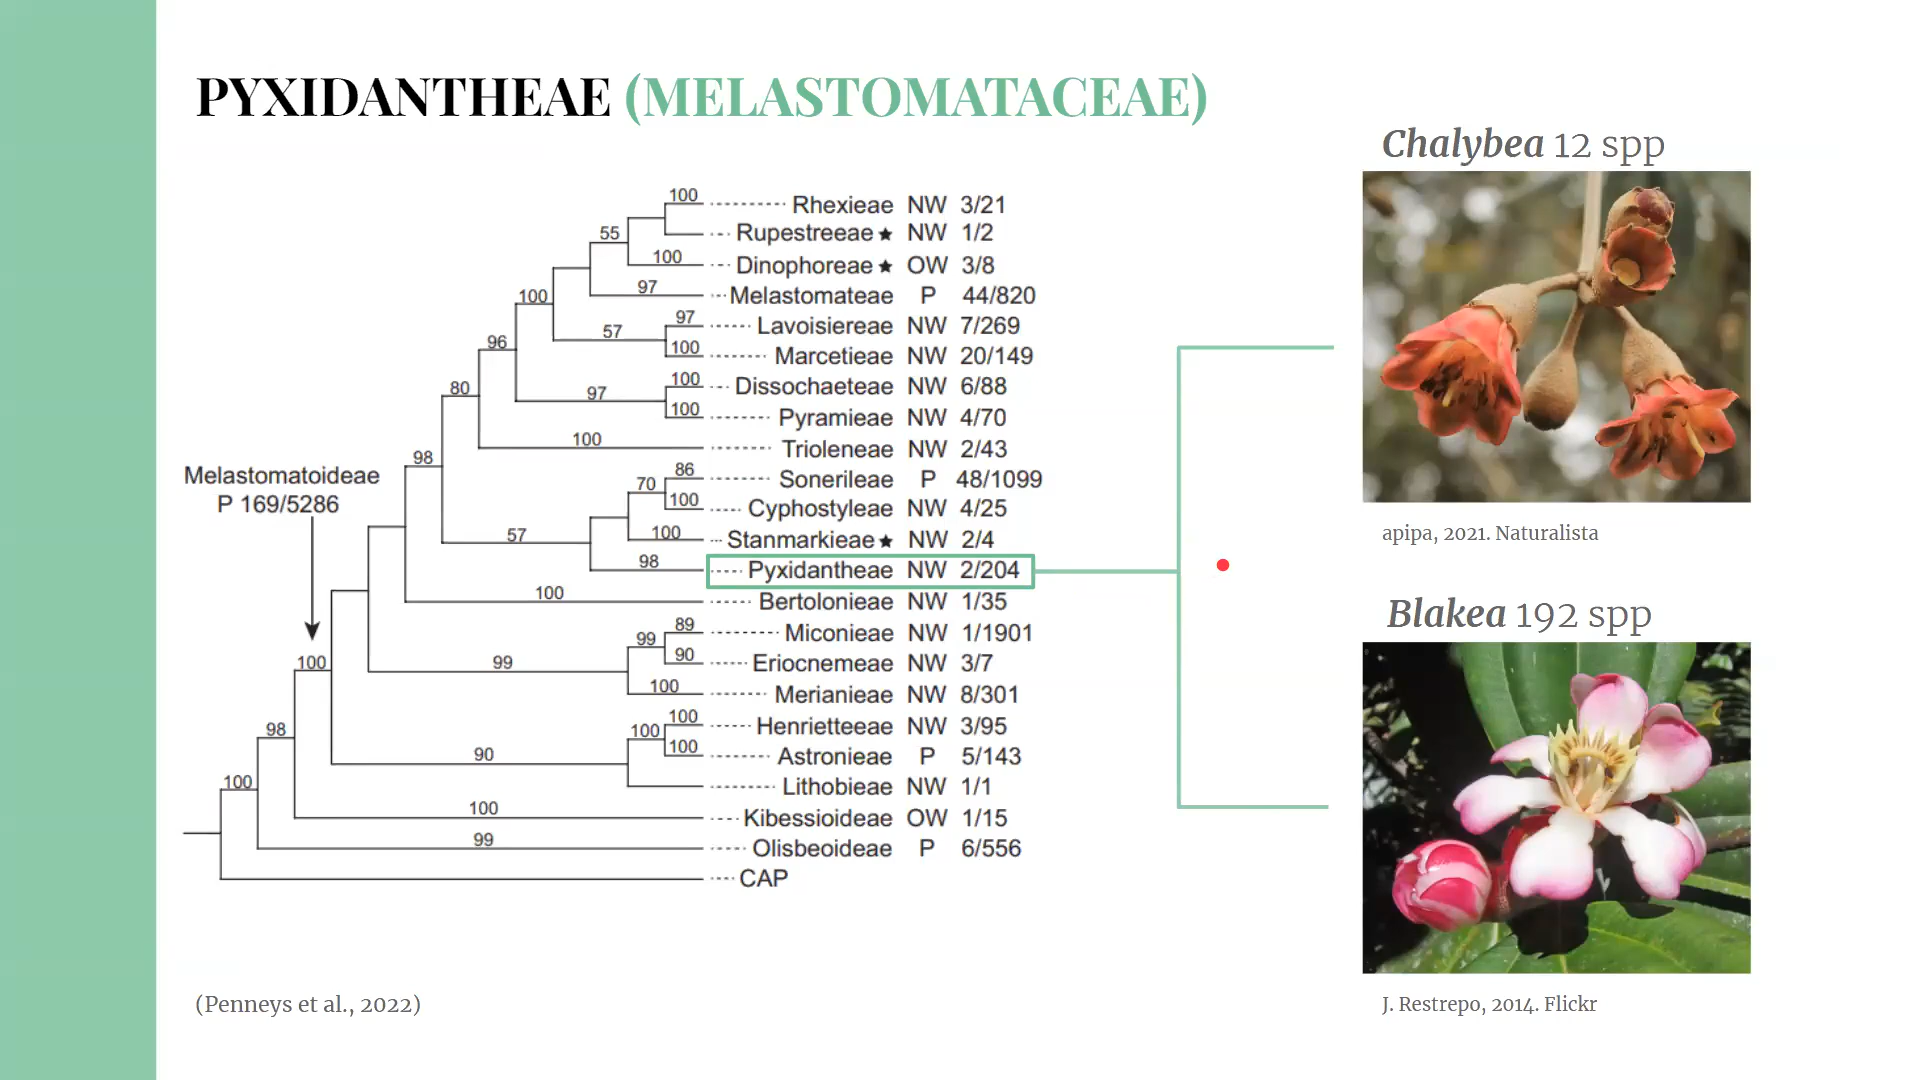 PYXIDANTHEAE (MELASTOMATACEAE)
Chalybea 12 spp
100
Rhexieae NW 3/21
55
Rupestreeae★ NW 1/2
100
Dinophoreae★ OW 3/8
100
97
Melastomateae P 44/820
97
Lavoisiereae NW 7/269
96
57
100
Marcetieae NW 20/149
80
100
Dissochaeteae NW 6/88
97
100
Pyramieae NW 4/70
100
Trioleneae NW 2/43
98
86
Sonerileae P 48/1099
Melastomatoideae
P 169/5286
70
100
Cyphostyleae NW 4/25
57
100
Stanmarkieae★ NW 2/4
98
Pyxidantheae NW 2/204
100
Bertolonieae NW 1/35
89
Miconieae NW 1/1901
99
90
Eriocnemeae NW 3/7
100
99
100
Merianieae NW 8/301
98
100
Henrietteeae NW 3/95
100
100
Astronieae P 5/143
90
Lithobieae NW 1/1
100
100
Kibessioideae OW 1/15
99
Olisbeoideae P 6/556
CAP
apipa, 2021. Naturalista
Blakea 192 spp
(Penneys et al., 2022)
J. Restrepo, 2014. Flickr